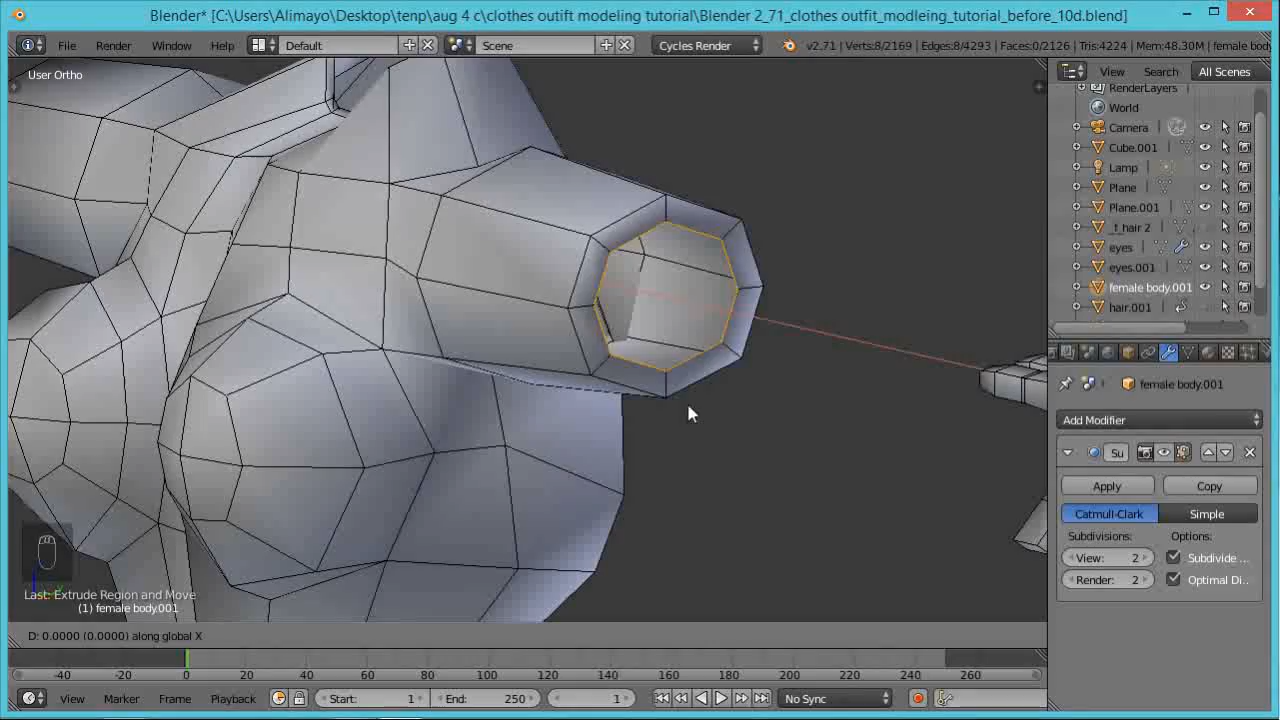 Blender* [C:\Users\Alimayo\Desktop\tenp\aug 4 c\clothes outift modeling tutorial\Blender 2_71_clothes outfit_modleing_tutorial_before_10d.blend]
File Render Window Help Default Scene Cycles Render v2.71 | Verts:8/2169 | Edges:8/4293 | Faces:0/2126 | Tris:4224 | Mem:48.30M | female body
User Ortho
View Search All Scenes
RenderLayers
World
Camera
Cube.001
Lamp
Plane
Plane.001
_t_hair 2
eyes
eyes.001
female body.001
hair.001
female body.001
Add Modifier
Su
Apply Copy
Catmull-Clark Simple
Subdivisions: Options:
View: 2 Subdivide ...
Render: 2 Optimal Di..
Last: Extrude Region and Move
(1) female body.001
D: 0.0000 (0.0000) along global X
-40 -20 0 20 40 60 80 100 120 140 160 180 200 220 240 260
View Marker Frame Playback Start: 1 End: 250 1 No Sync